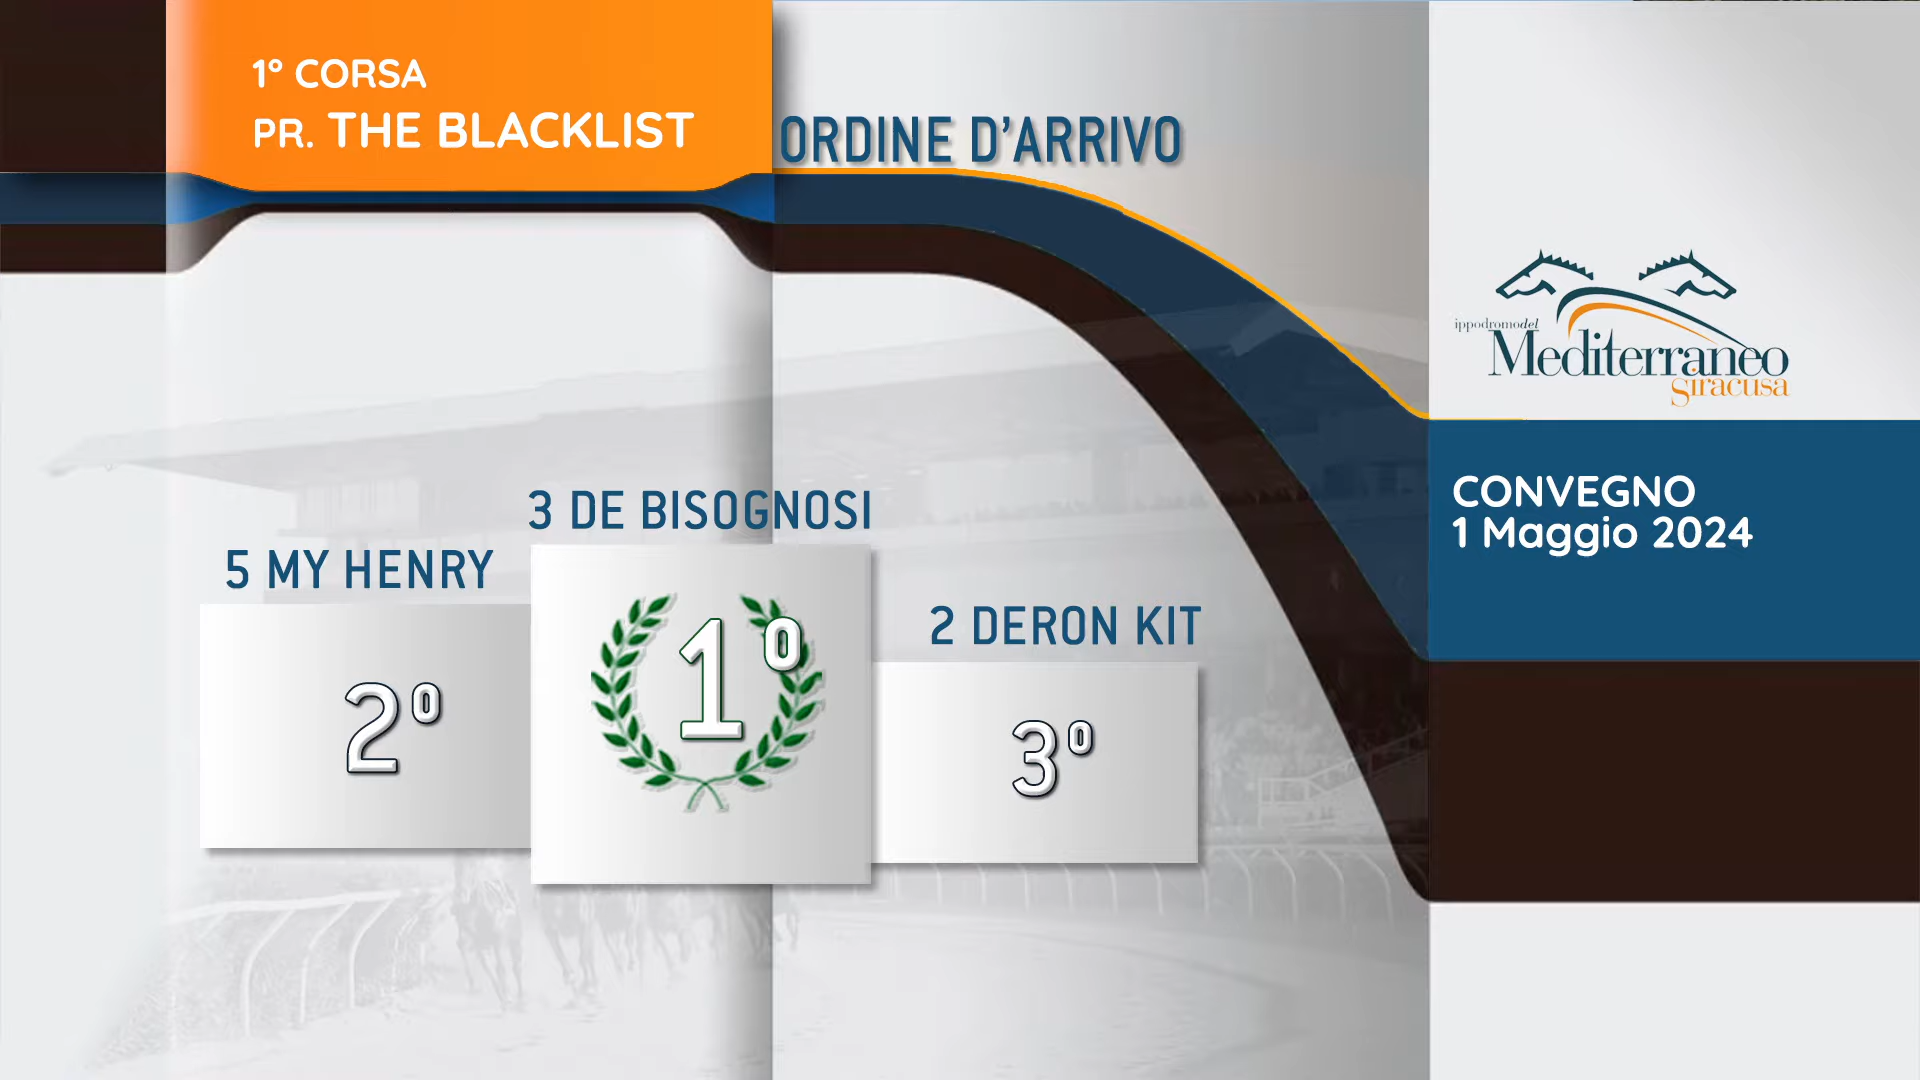 1° CORSA
PR. THE BLACKLIST
ORDINE D'ARRIVO
ippodromodel
Mediterraneo
Siracusa
CONVEGNO
1 Maggio 2024
3 DE BISOGNOSI
5 MY HENRY
2 DERON KIT
1°
2°
3°